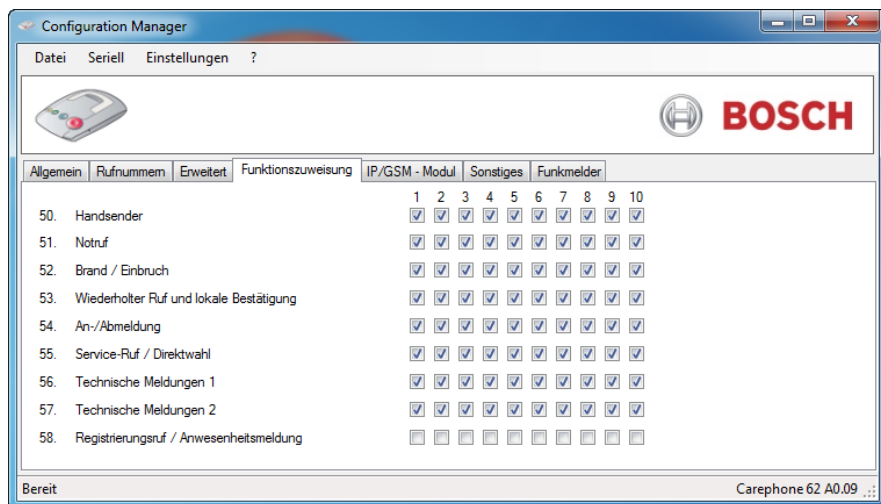 Configuration Manager
Datei Seriell Einstellungen ?
BOSCH
Allgemein Rufnummern Erweitert Funktionszuweisung IP/GSM - Modul Sonstiges Funkmelder
1 2 3 4 5 6 7 8 9 10
50. Handsender
51. Notruf
52. Brand / Einbruch
53. Wiederholter Ruf und lokale Bestätigung
54. An-/Abmeldung
55. Service-Ruf / Direktwahl
56. Technische Meldungen 1
57. Technische Meldungen 2
58. Registrierungsruf / Anwesenheitsmeldung
Bereit Carephone 62 A0.09